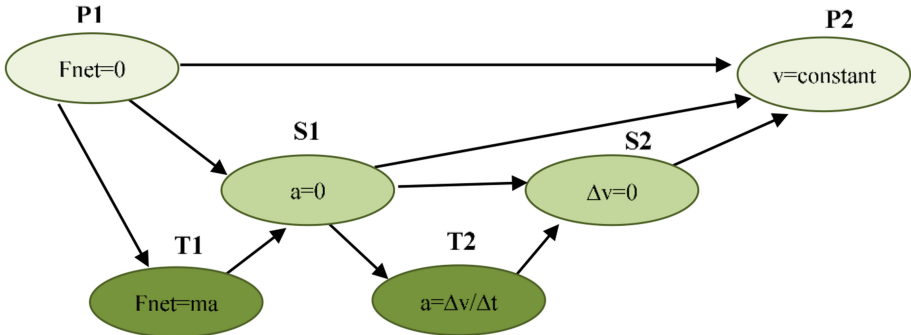 P1
P2
Fnet=0
v=constant
S1
S2
a=0
Δv=0
T1
T2
Fnet=ma
a=Δv/Δt